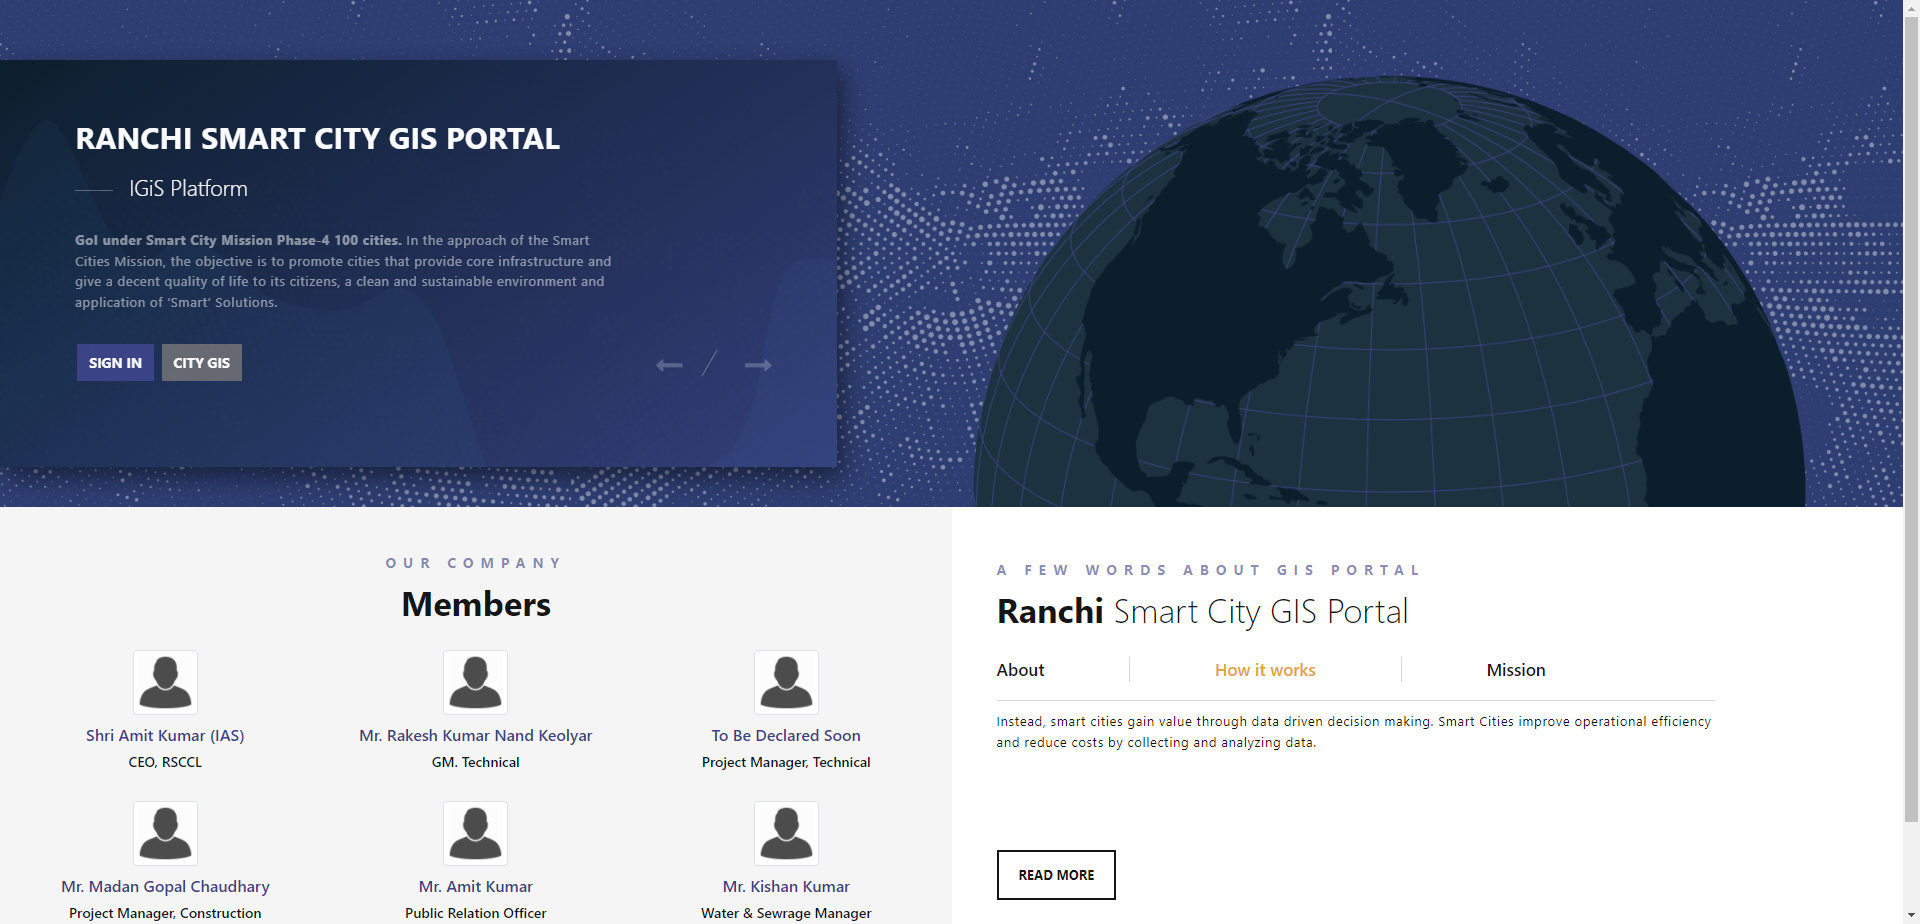 RANCHI SMART CITY GIS PORTAL
IGiS Platform
GoI under Smart City Mission Phase-4 100 cities. In the approach of the Smart
Cities Mission, the objective is to promote cities that provide core infrastructure and
give a decent quality of life to its citizens, a clean and sustainable environment and
application of ‘Smart’ Solutions.
SIGN IN
CITY GIS
OUR COMPANY
Members
Shri Amit Kumar (IAS)
CEO, RSCCL
Mr. Rakesh Kumar Nand Keolyar
GM. Technical
To Be Declared Soon
Project Manager, Technical
Mr. Madan Gopal Chaudhary
Project Manager, Construction
Mr. Amit Kumar
Public Relation Officer
Mr. Kishan Kumar
Water & Sewrage Manager
A FEW WORDS ABOUT GIS PORTAL
Ranchi Smart City GIS Portal
About
How it works
Mission
Instead, smart cities gain value through data driven decision making. Smart Cities improve operational efficiency
and reduce costs by collecting and analyzing data.
READ MORE